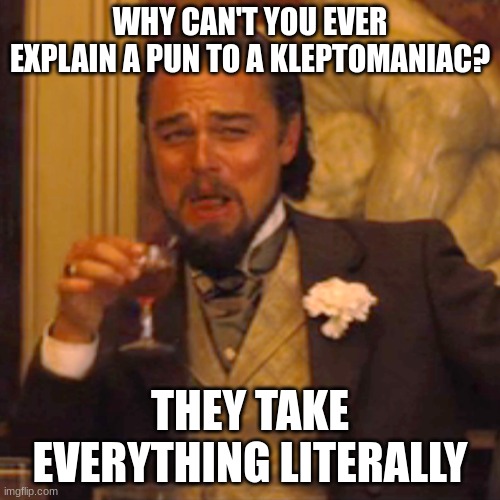 WHY CAN'T YOU EVER
EXPLAIN A PUN TO A KLEPTOMANIAC?
THEY TAKE
EVERYTHING LITERALLY
imgflip.com